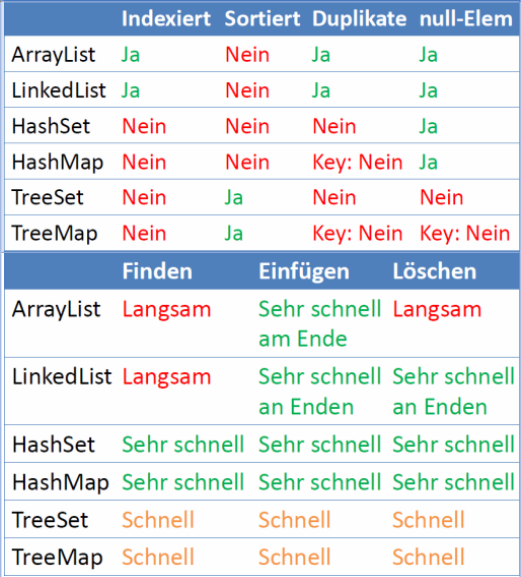 Indexiert Sortiert Duplikate null-Elem
ArrayList Ja Nein Ja Ja
LinkedList Ja Nein Ja Ja
HashSet Nein Nein Nein Ja
HashMap Nein Nein Key: Nein Ja
TreeSet Nein Ja Nein Nein
TreeMap Nein Ja Key: Nein Key: Nein
Finden Einfügen Löschen
ArrayList Langsam Sehr schnell Langsam
am Ende
LinkedList Langsam Sehr schnell Sehr schnell
an Enden an Enden
HashSet Sehr schnell Sehr schnell Sehr schnell
HashMap Sehr schnell Sehr schnell Sehr schnell
TreeSet Schnell Schnell Schnell
TreeMap Schnell Schnell Schnell